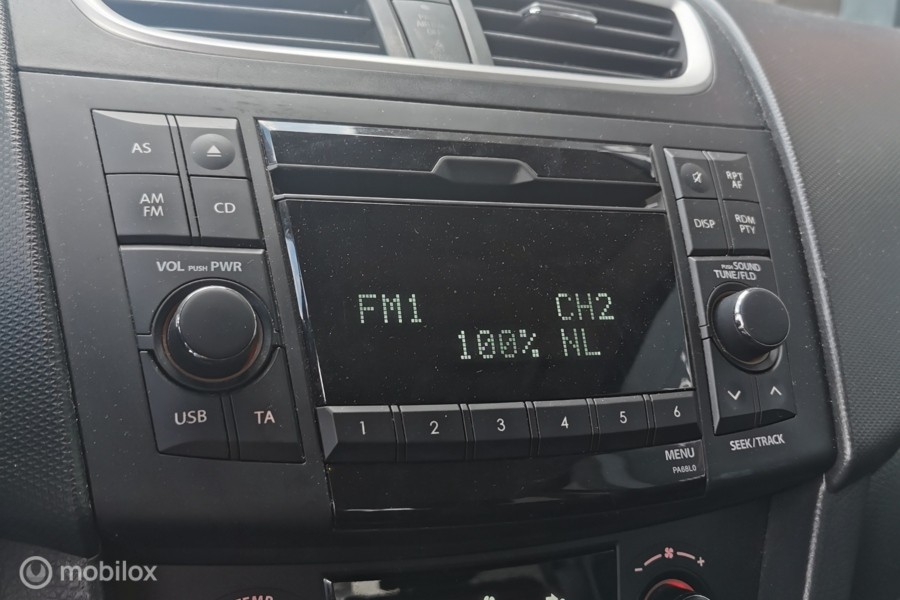 AS
AM
FM
CD
VOL PUSH PWR
USB
TA
FM1 CH2
100% NL
1 2 3 4 5 6
MENU
PA68L0
RPT
AF
DISP
RDM
PTY
PUSH SOUND
TUNE/FLD
SEEK/TRACK
- +
TEMP
mobilox